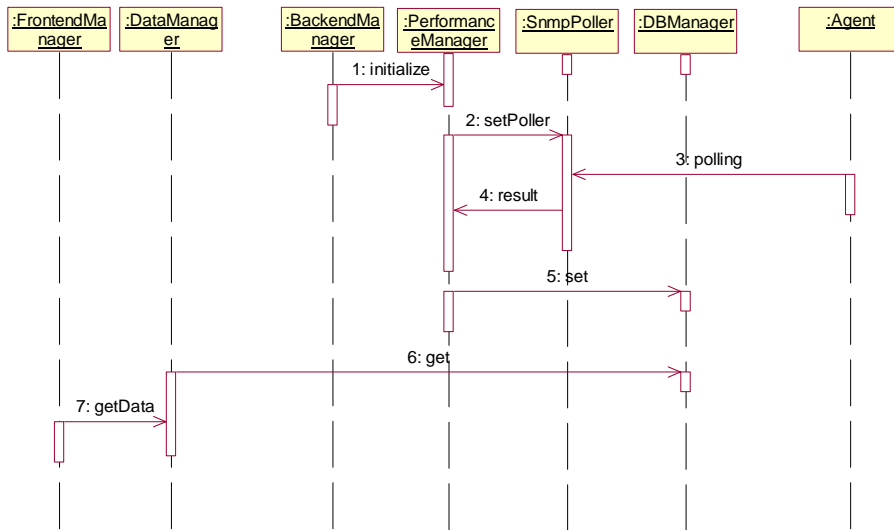 :FrontendMa
nager
:DataManag
er
:BackendMa
nager
:Performanc
eManager
:SnmpPoller
:DBManager
:Agent
1: initialize
2: setPoller
3: polling
4: result
5: set
6: get
7: getData